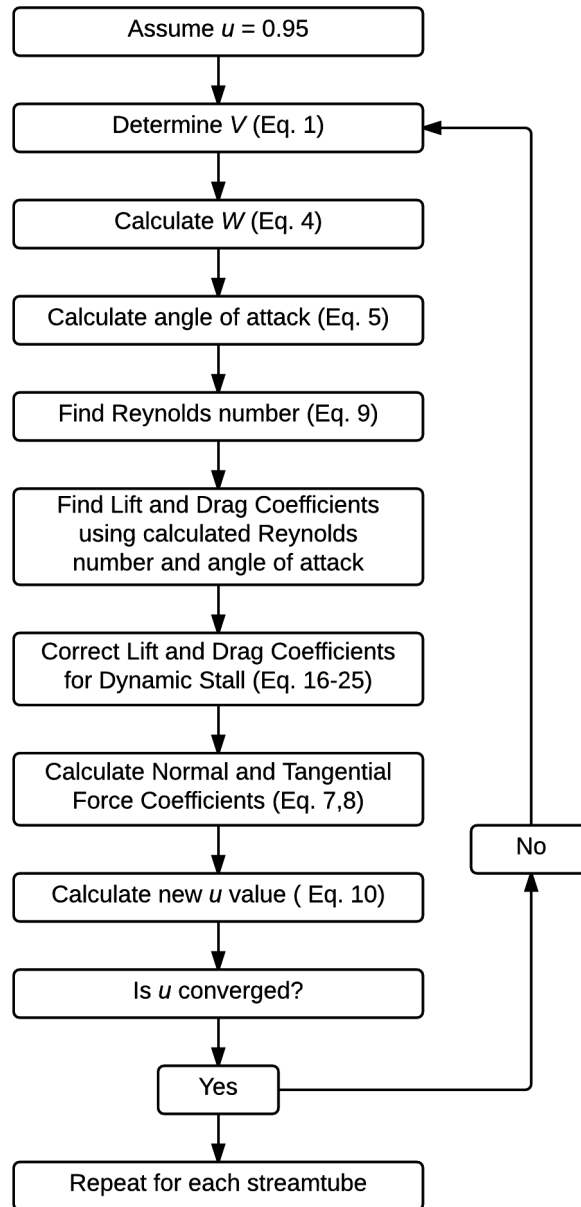 Assume u = 0.95
Determine V (Eq. 1)
Calculate W (Eq. 4)
Calculate angle of attack (Eq. 5)
Find Reynolds number (Eq. 9)
Find Lift and Drag Coefficients
using calculated Reynolds
number and angle of attack
Correct Lift and Drag Coefficients
for Dynamic Stall (Eq. 16-25)
Calculate Normal and Tangential
Force Coefficients (Eq. 7,8)
No
Calculate new u value ( Eq. 10)
Is u converged?
Yes
Repeat for each streamtube